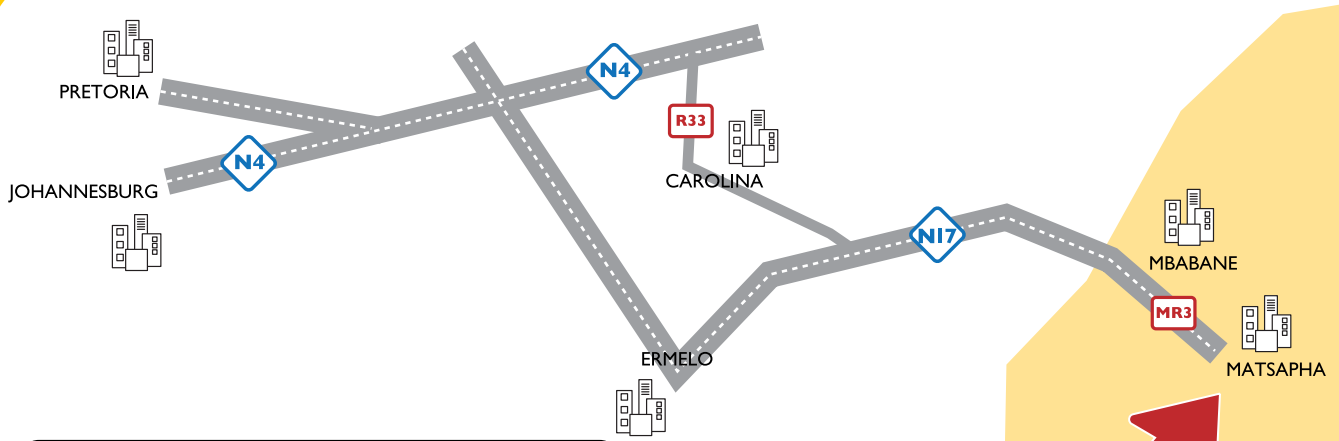 PRETORIA
N4
R33
N4
JOHANNESBURG
CAROLINA
N17
MBABANE
MR3
ERMELO
MATSAPHA